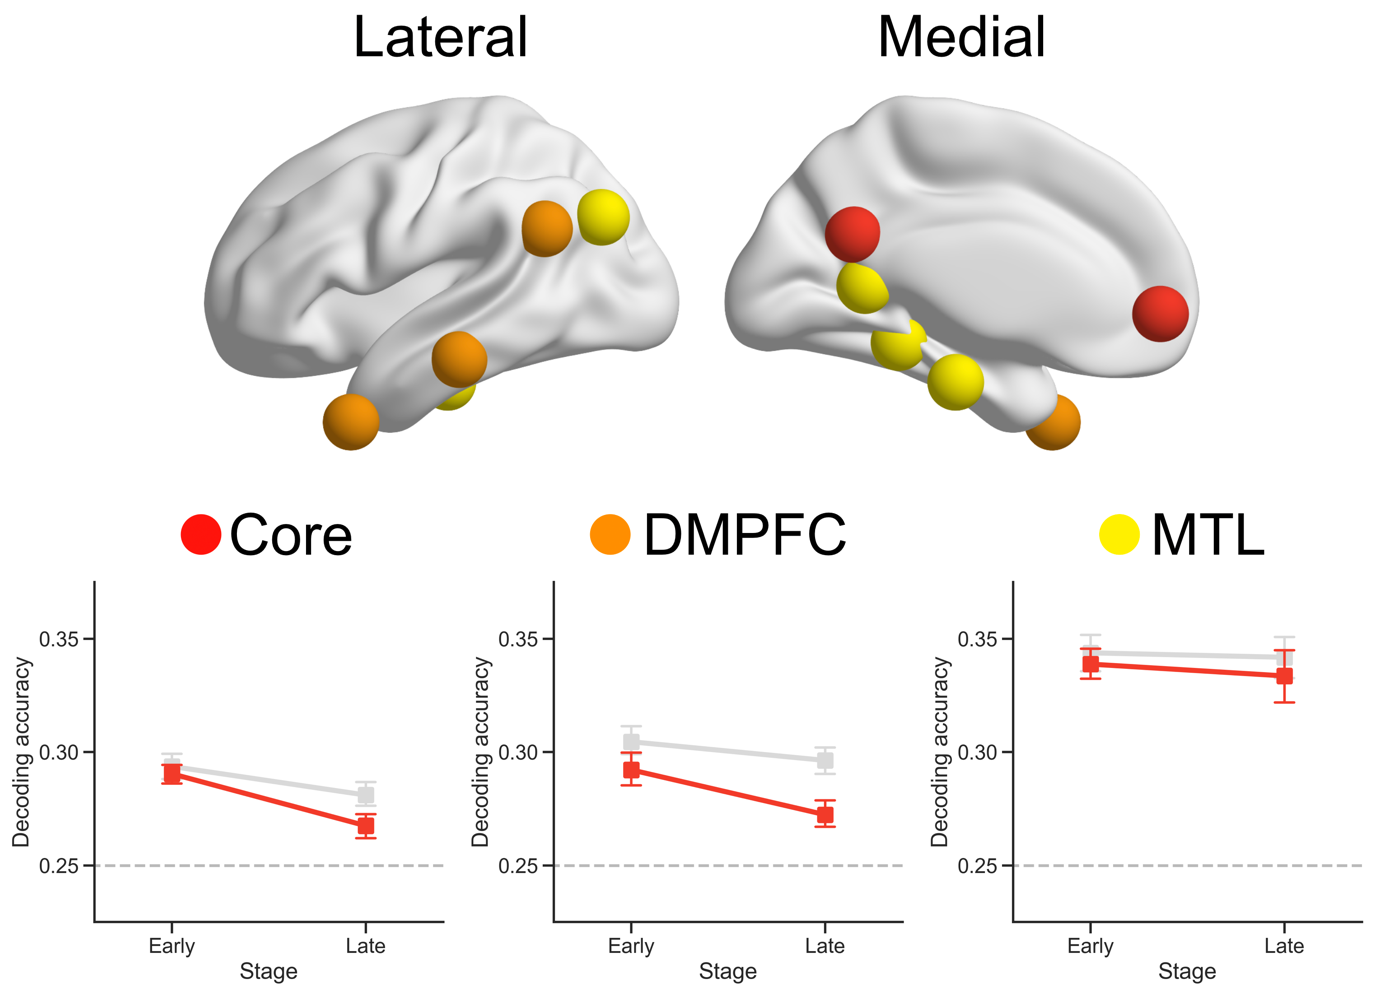 Lateral
Medial
Core
DMPFC
MTL
Decoding accuracy
0.35
0.30
0.25
Early
Late
Stage
Decoding accuracy
0.35
0.30
0.25
Early
Late
Stage
Decoding accuracy
0.35
0.30
0.25
Early
Late
Stage